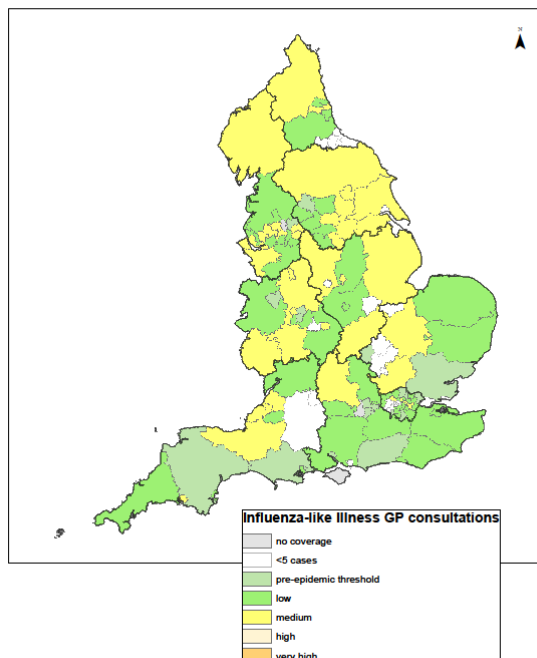 N
Influenza-like Illness GP consultations
no coverage
<5 cases
pre-epidemic threshold
low
medium
high
very high